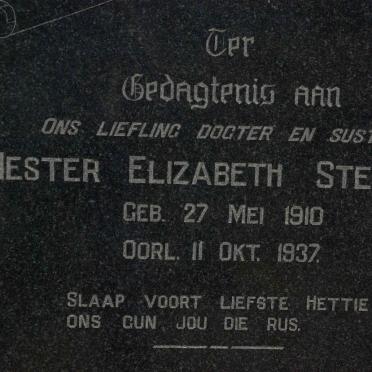 Ter
Gedagtenis aan
ONS LIEFLING DOGTER EN SUST
HESTER ELIZABETH STE
GEB. 27 MEI 1910
OORL. 11 OKT. 1937.
SLAAP VOORT LIEFSTE HETTIE
ONS GUN JOU DIE RUS.